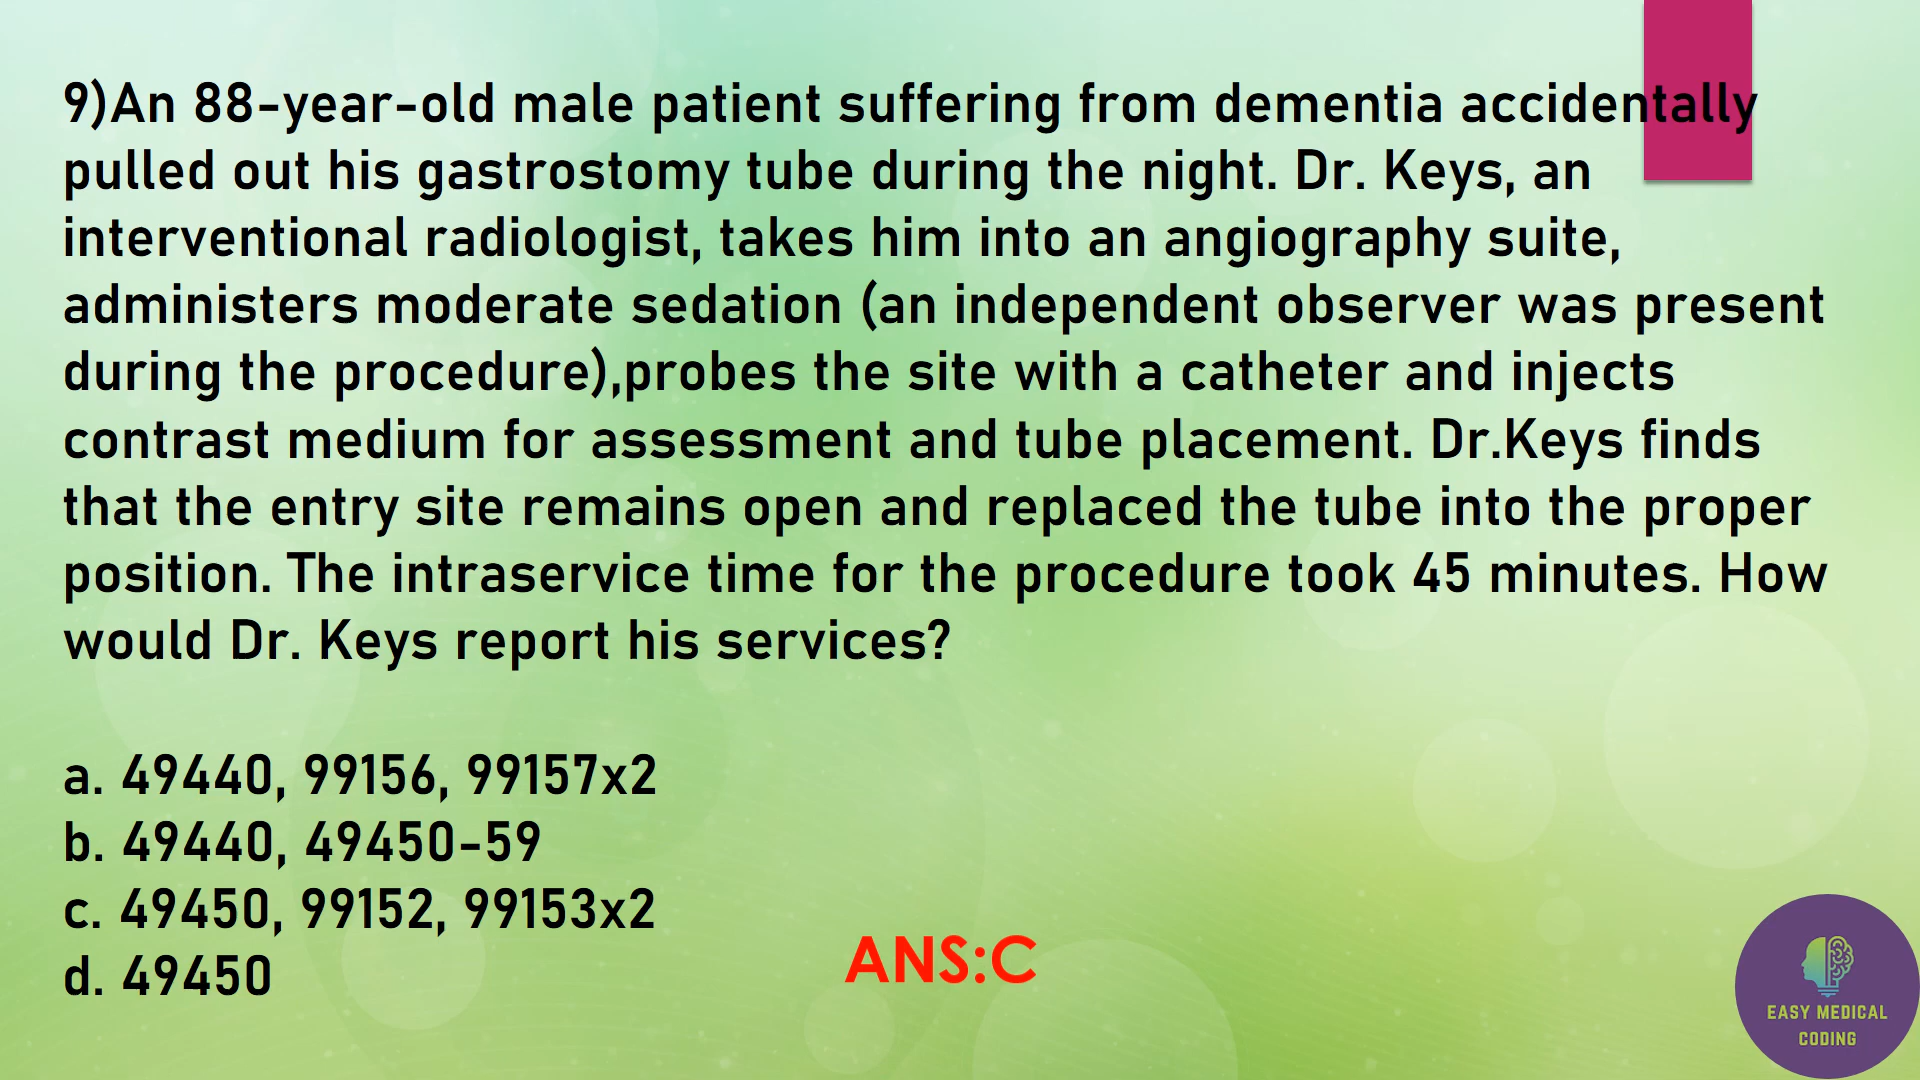 9)An 88-year-old male patient suffering from dementia accidentally
pulled out his gastrostomy tube during the night. Dr. Keys, an
interventional radiologist, takes him into an angiography suite,
administers moderate sedation (an independent observer was present
during the procedure),probes the site with a catheter and injects
contrast medium for assessment and tube placement. Dr.Keys finds
that the entry site remains open and replaced the tube into the proper
position. The intraservice time for the procedure took 45 minutes. How
would Dr. Keys report his services?
a. 49440, 99156, 99157x2
b. 49440, 49450-59
c. 49450, 99152, 99153x2
d. 49450
ANS:C
EASY MEDICAL
CODING